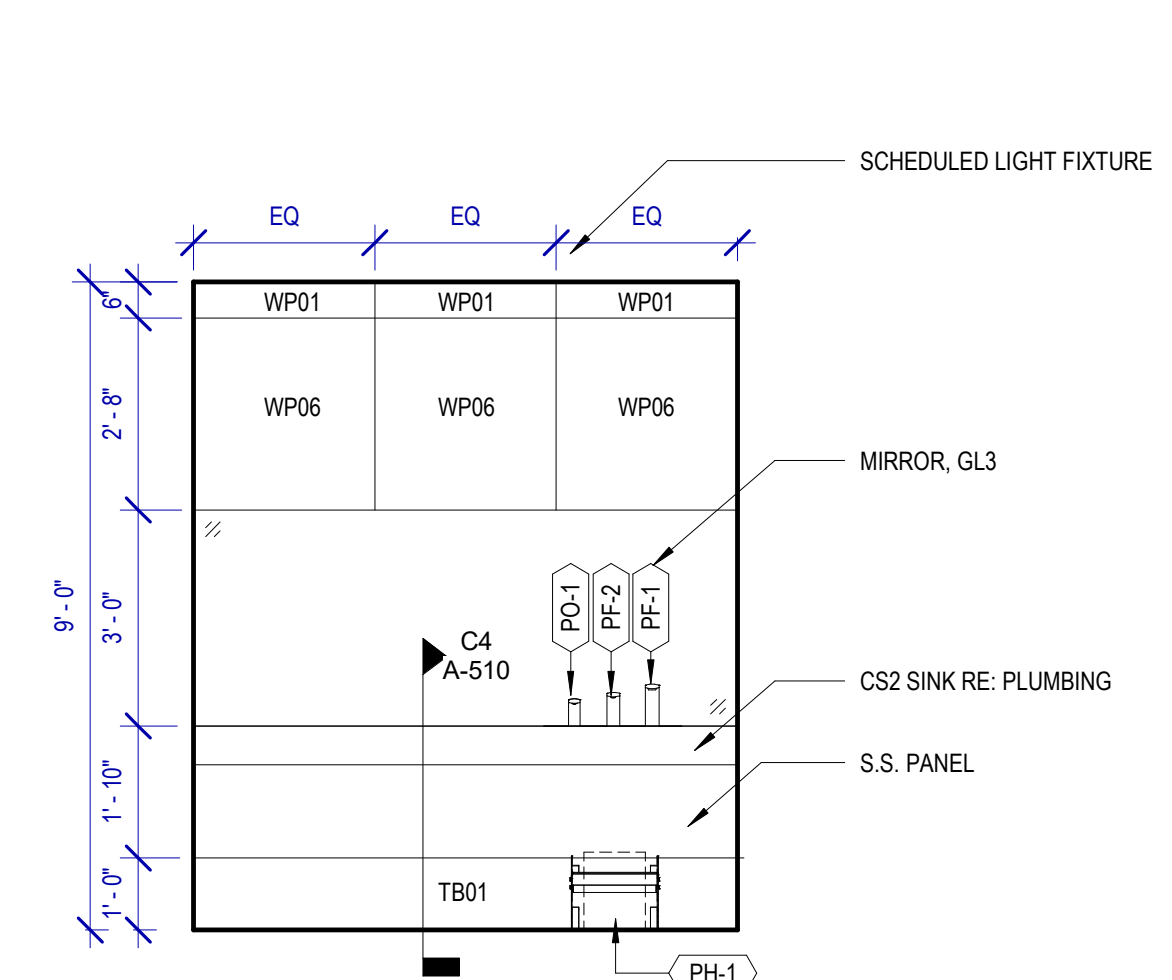 SCHEDULED LIGHT FIXTURE
EQ EQ EQ
6"
WP01 WP01 WP01
2' - 8"
WP06 WP06 WP06
MIRROR, GL3
9' - 0"
3' - 0"
PO-1 PF-2 PF-1
C4
A-510
CS2 SINK RE: PLUMBING
S.S. PANEL
1' - 10"
1' - 0"
TB01
PH-1